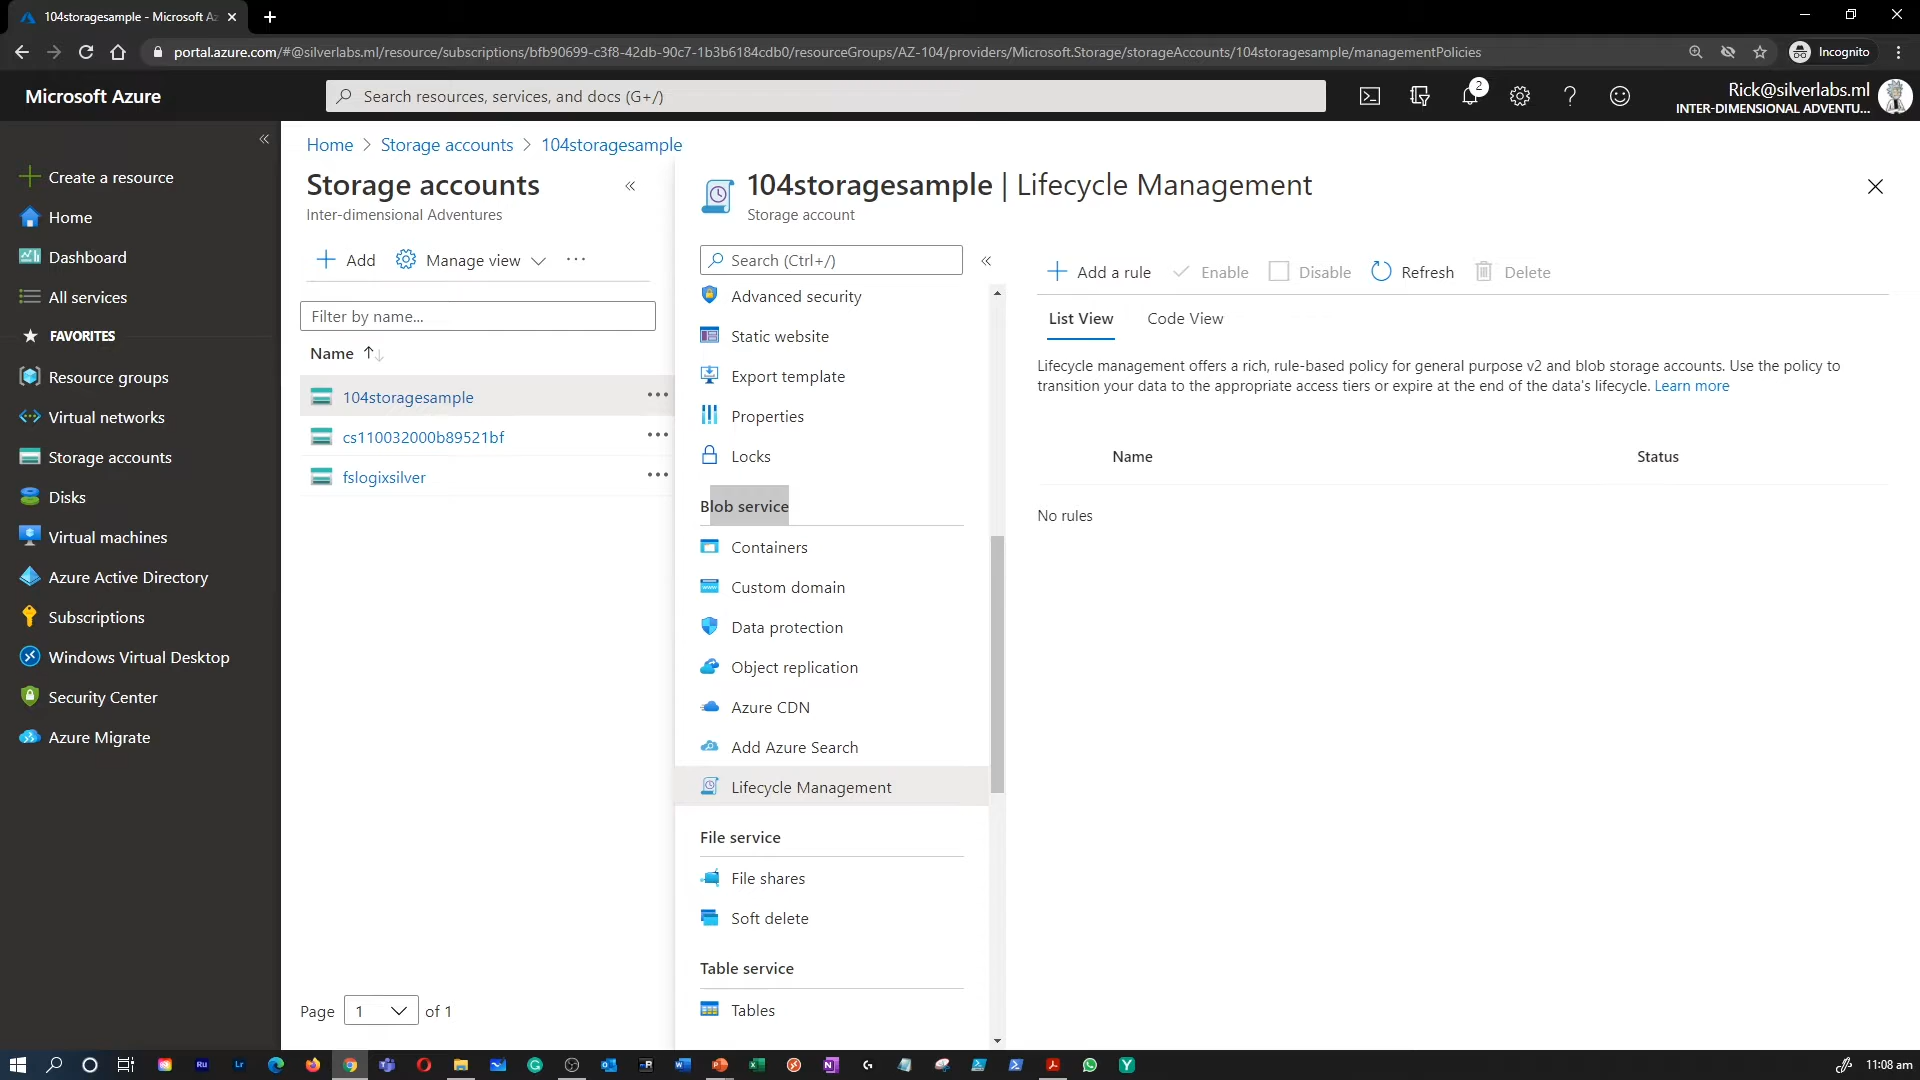 104storagesample - Microsoft Az
portal.azure.com/#@silverlabs.ml/resource/subscriptions/bfb90699-c3f8-42db-90c7-1b3b6184cdb0/resourceGroups/AZ-104/providers/Microsoft.Storage/storageAccounts/104storagesample/managementPolicies
Incognito
Microsoft Azure
Search resources, services, and docs (G+/)
2
Rick@silverlabs.ml
INTER-DIMENSIONAL ADVENTU...
Create a resource
Home
Dashboard
All services
FAVORITES
Resource groups
Virtual networks
Storage accounts
Disks
Virtual machines
Azure Active Directory
Subscriptions
Windows Virtual Desktop
Security Center
Azure Migrate
Home > Storage accounts > 104storagesample
Storage accounts
Inter-dimensional Adventures
Add
Manage view
Filter by name...
Name
104storagesample
cs110032000b89521bf
fslogixsilver
Page 1 of 1
104storagesample | Lifecycle Management
Storage account
Search (Ctrl+/)
Advanced security
Static website
Export template
Properties
Locks
Blob service
Containers
Custom domain
Data protection
Object replication
Azure CDN
Add Azure Search
Lifecycle Management
File service
File shares
Soft delete
Table service
Tables
Add a rule
Enable
Disable
Refresh
Delete
List View
Code View
Lifecycle management offers a rich, rule-based policy for general purpose v2 and blob storage accounts. Use the policy to
transition your data to the appropriate access tiers or expire at the end of the data's lifecycle. Learn more
Name
Status
No rules
11:08 am